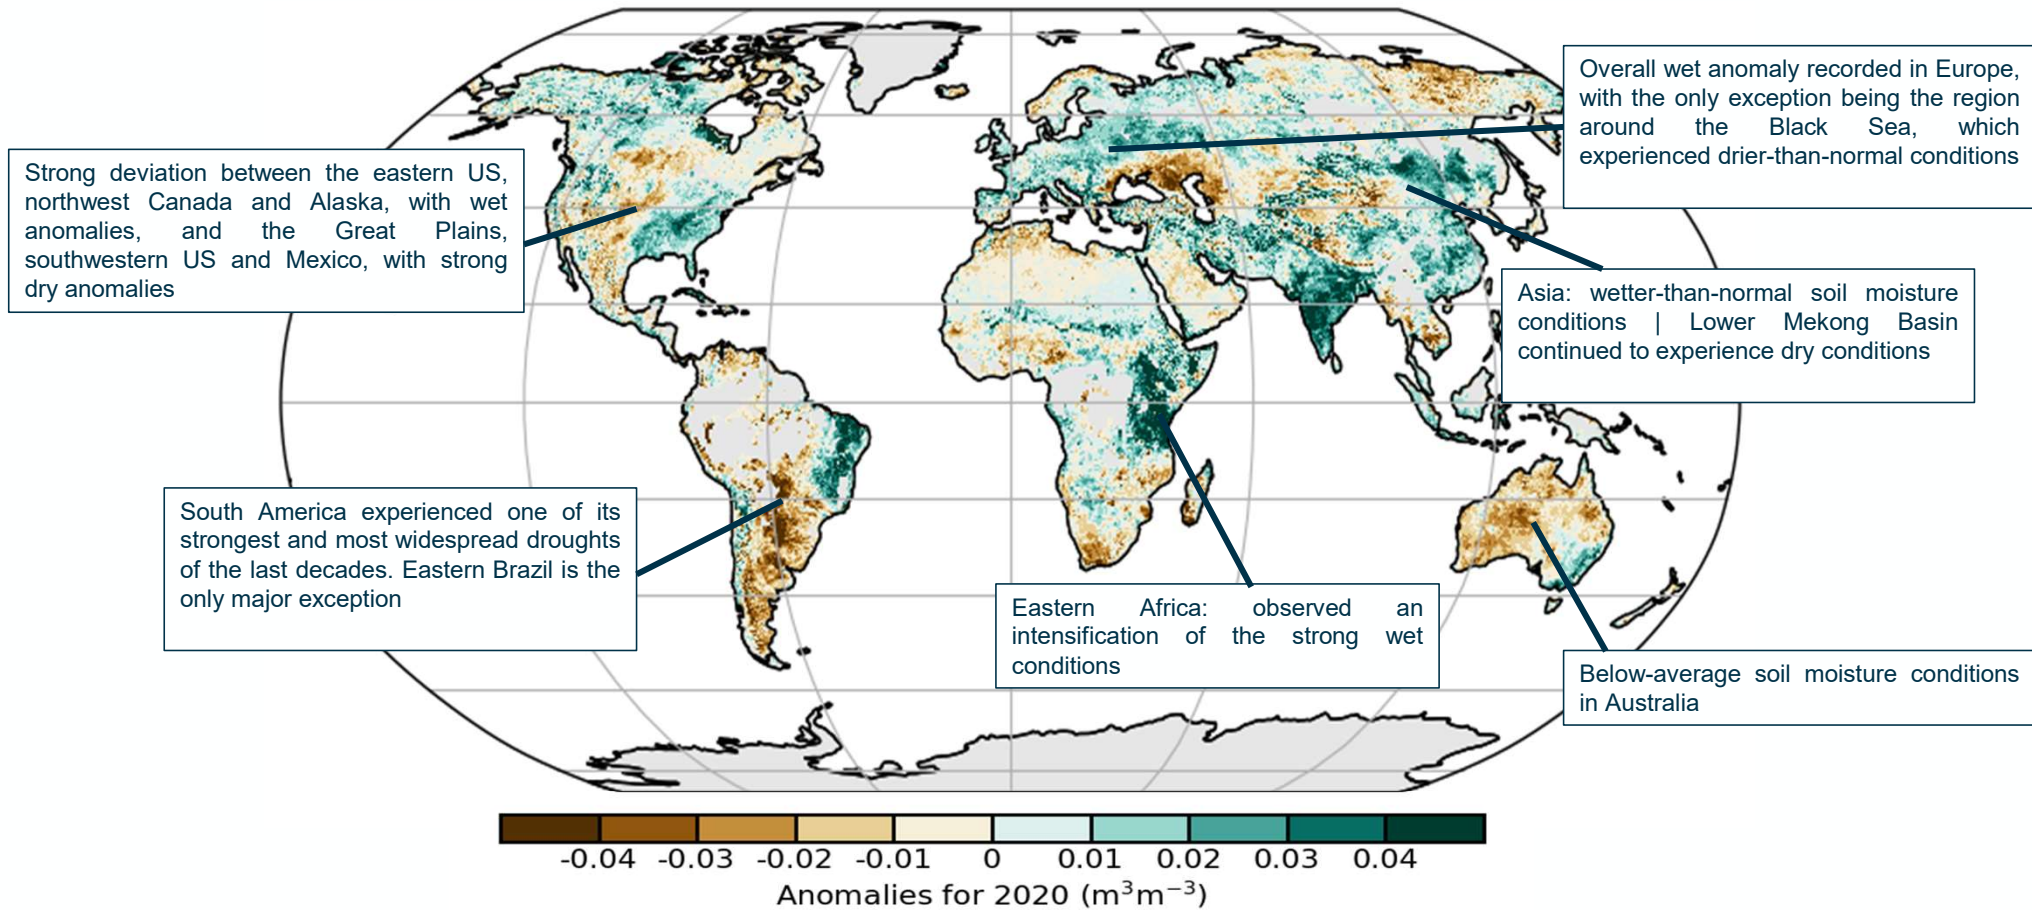 Overall wet anomaly recorded in Europe,
with the only exception being the region
around the Black Sea, which
experienced drier-than-normal conditions
Strong deviation between the eastern US,
northwest Canada and Alaska, with wet
anomalies, and the Great Plains,
southwestern US and Mexico, with strong
dry anomalies
Asia: wetter-than-normal soil moisture
conditions | Lower Mekong Basin
continued to experience dry conditions
South America experienced one of its
strongest and most widespread droughts
of the last decades. Eastern Brazil is the
only major exception
Eastern Africa: observed an
intensification of the strong wet
conditions
Below-average soil moisture conditions
in Australia
-0.04 -0.03 -0.02 -0.01 0 0.01 0.02 0.03 0.04
Anomalies for 2020 (m³m⁻³)